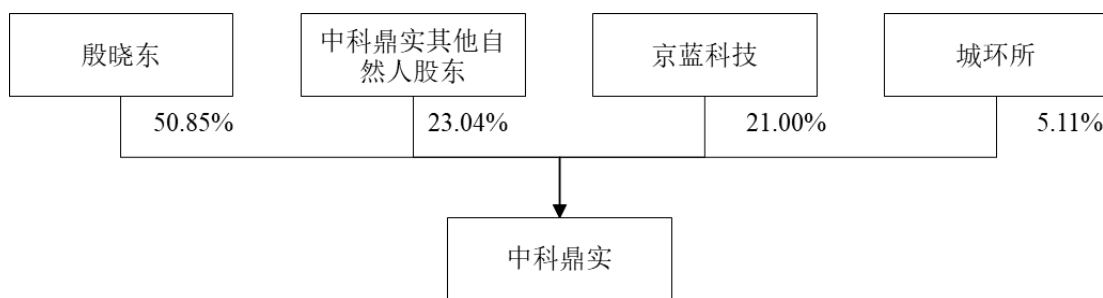 殷晓东
中科鼎实其他自
然人股东
京蓝科技
城环所
50.85%
23.04%
21.00%
5.11%
中科鼎实